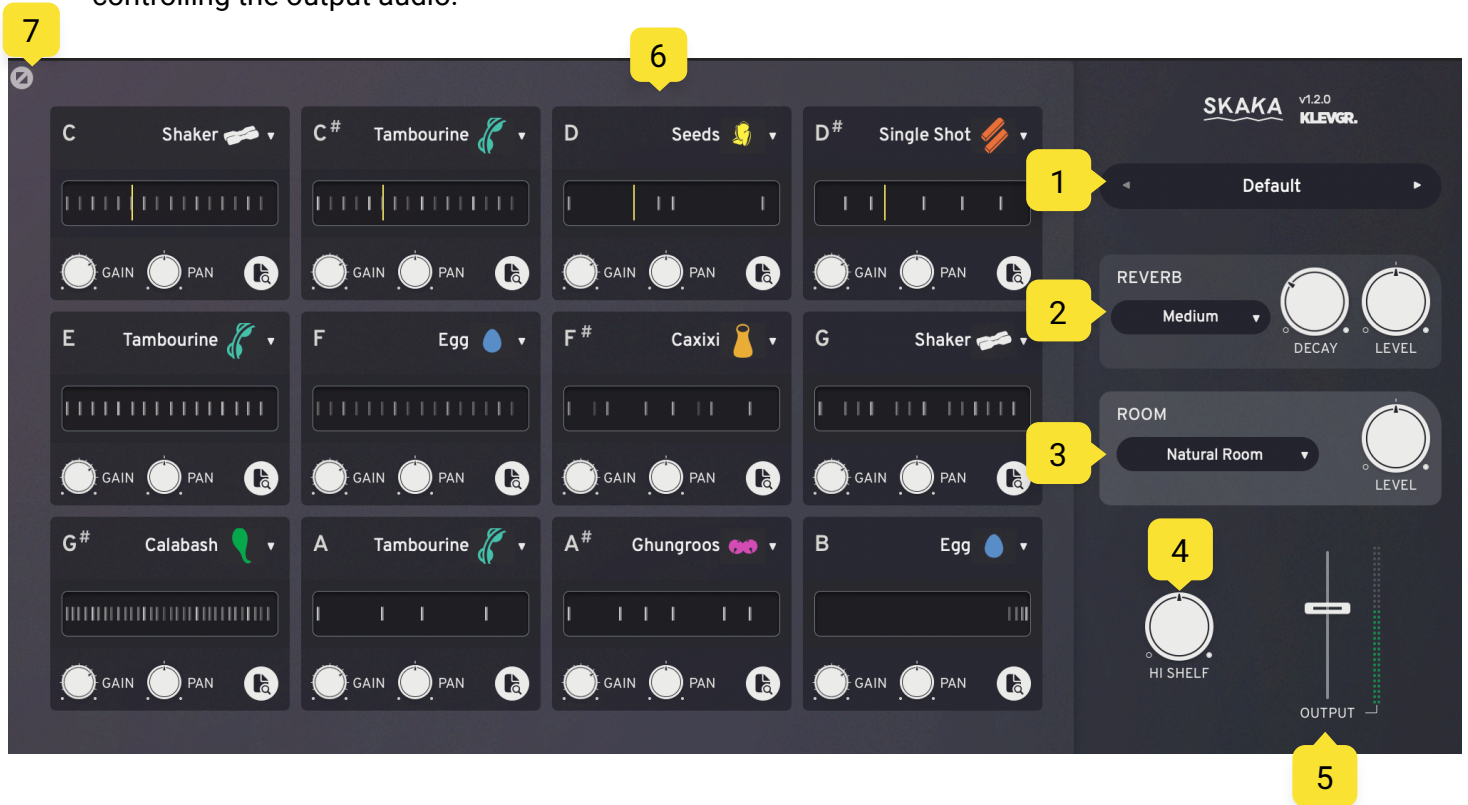 controlling the output audio.
7
6
C Shaker
C# Tambourine
D Seeds
D# Single Shot
GAIN PAN
GAIN PAN
GAIN PAN
GAIN PAN
E Tambourine
F Egg
F# Caxixi
G Shaker
GAIN PAN
GAIN PAN
GAIN PAN
GAIN PAN
G# Calabash
A Tambourine
A# Ghungroos
B Egg
GAIN PAN
GAIN PAN
GAIN PAN
GAIN PAN
SKAKA v1.2.0
KLEVGR.
1
Default
REVERB
2
Medium
DECAY LEVEL
ROOM
3
Natural Room
LEVEL
4
HI SHELF
OUTPUT
5